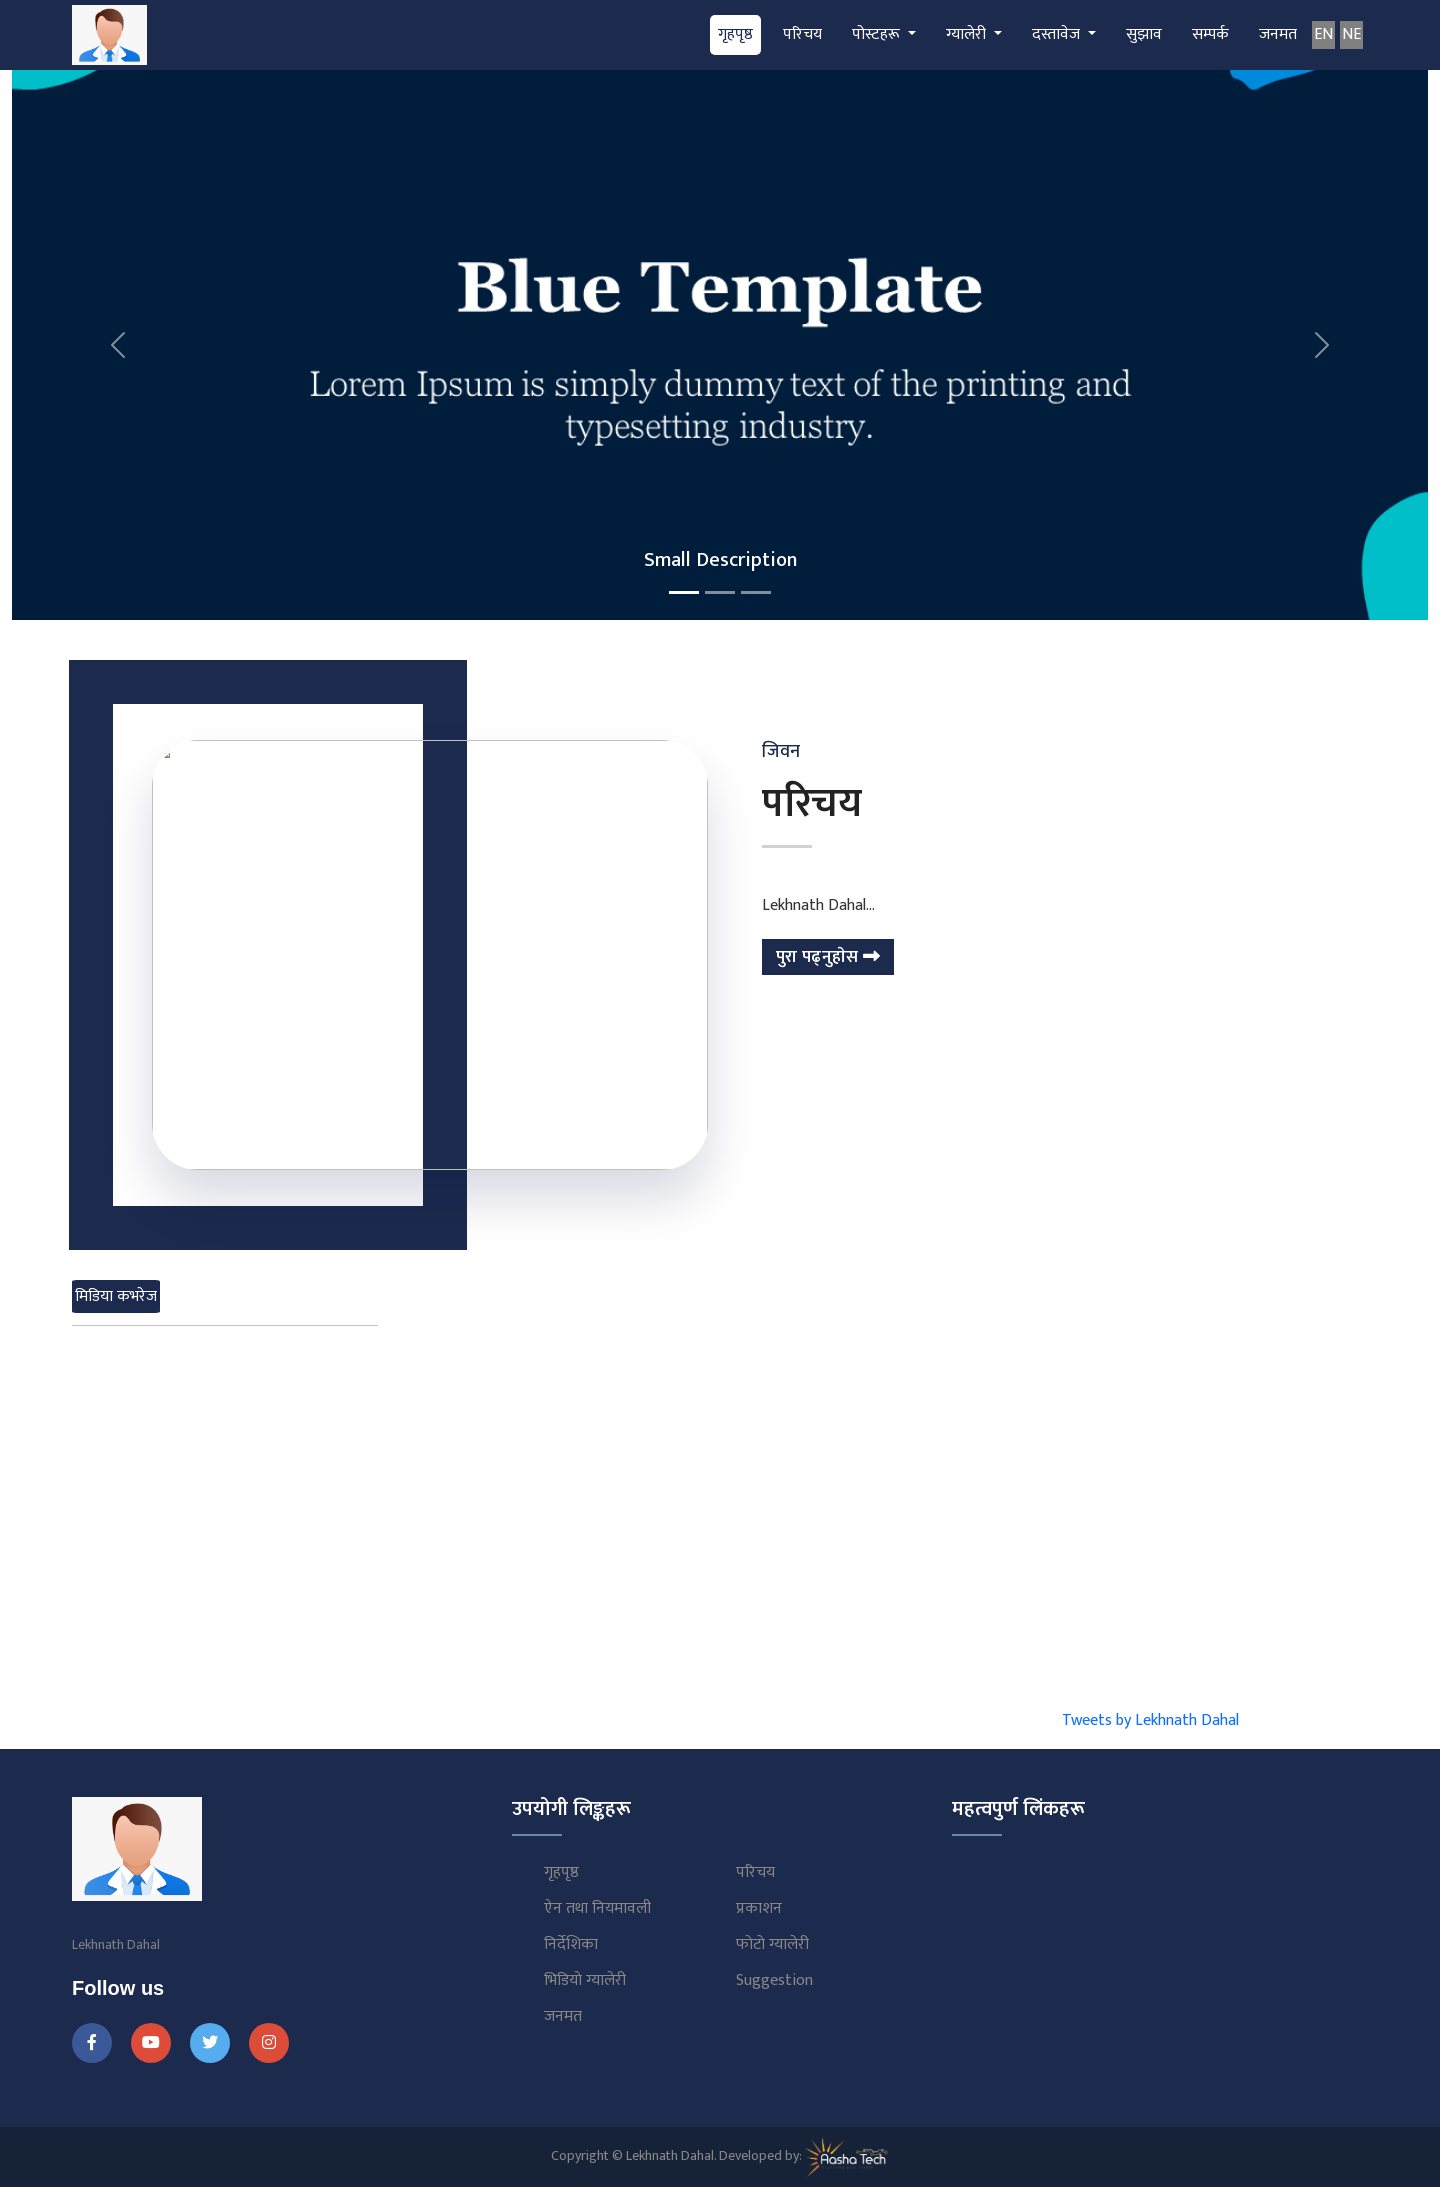 गृहपृष्ठ परिचय पोस्टहरू ग्यालेरी दस्तावेज सुझाव सम्पर्क जनमत EN NE
Blue Template
Lorem Ipsum is simply dummy text of the printing and
typesetting industry.
Small Description
जिवन
परिचय
Lekhnath Dahal...
पुरा पढ्नुहोस
मिडिया कभरेज
Tweets by Lekhnath Dahal
Lekhnath Dahal
Follow us
उपयोगी लिङ्कहरू
गृहपृष्ठ परिचय
ऐन तथा नियमावली प्रकाशन
निर्देशिका फोटो ग्यालेरी
भिडियो ग्यालेरी Suggestion
जनमत
महत्वपुर्ण लिंकहरू
Copyright © Lekhnath Dahal. Developed by: Aasha Tech